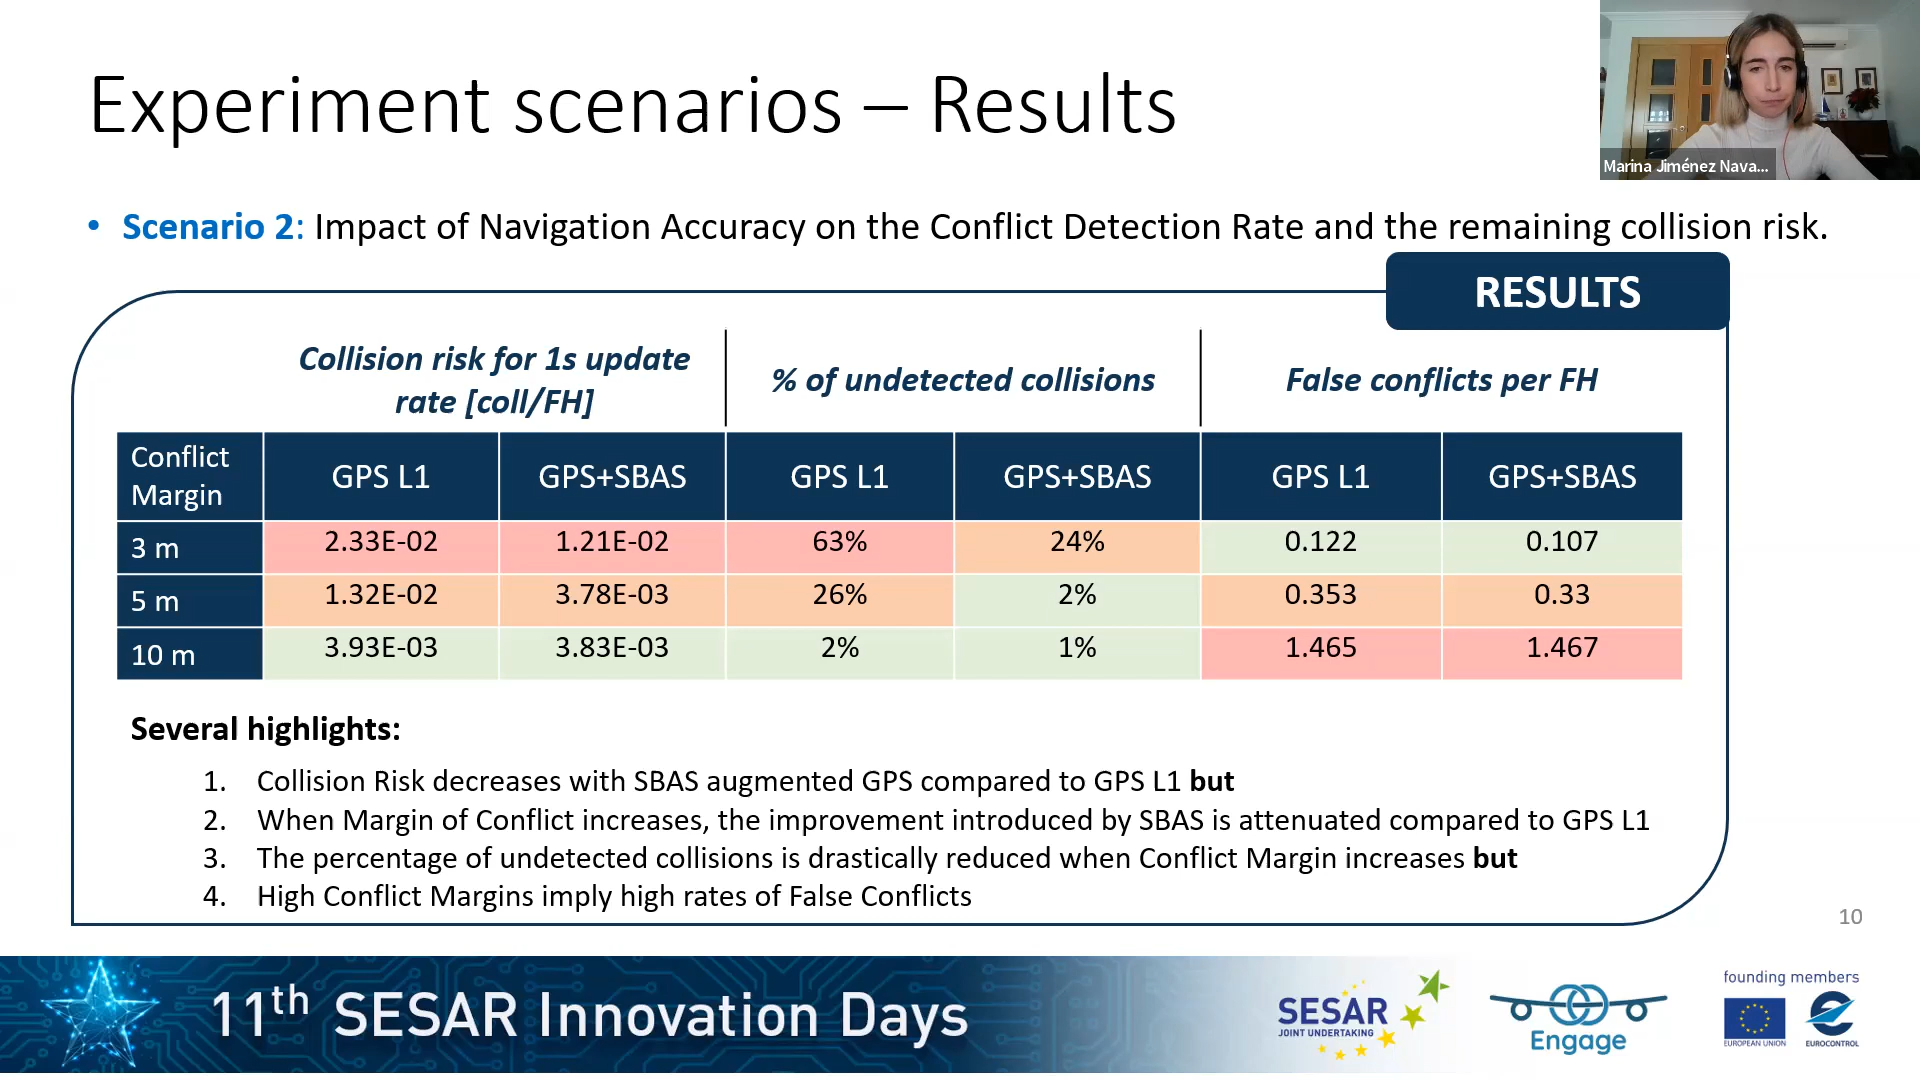 Experiment scenarios – Results
Marina Jiménez Nava...
• Scenario 2: Impact of Navigation Accuracy on the Conflict Detection Rate and the remaining collision risk.
RESULTS
Collision risk for 1s update
rate [coll/FH]
% of undetected collisions
False conflicts per FH
Conflict
Margin
GPS L1 GPS+SBAS GPS L1 GPS+SBAS GPS L1 GPS+SBAS
3 m 2.33E-02 1.21E-02 63% 24% 0.122 0.107
5 m 1.32E-02 3.78E-03 26% 2% 0.353 0.33
10 m 3.93E-03 3.83E-03 2% 1% 1.465 1.467
Several highlights:
1. Collision Risk decreases with SBAS augmented GPS compared to GPS L1 but
2. When Margin of Conflict increases, the improvement introduced by SBAS is attenuated compared to GPS L1
3. The percentage of undetected collisions is drastically reduced when Conflict Margin increases but
4. High Conflict Margins imply high rates of False Conflicts
10
11th SESAR Innovation Days
SESAR
JOINT UNDERTAKING
Engage
founding members
EUROPEAN UNION
EUROCONTROL